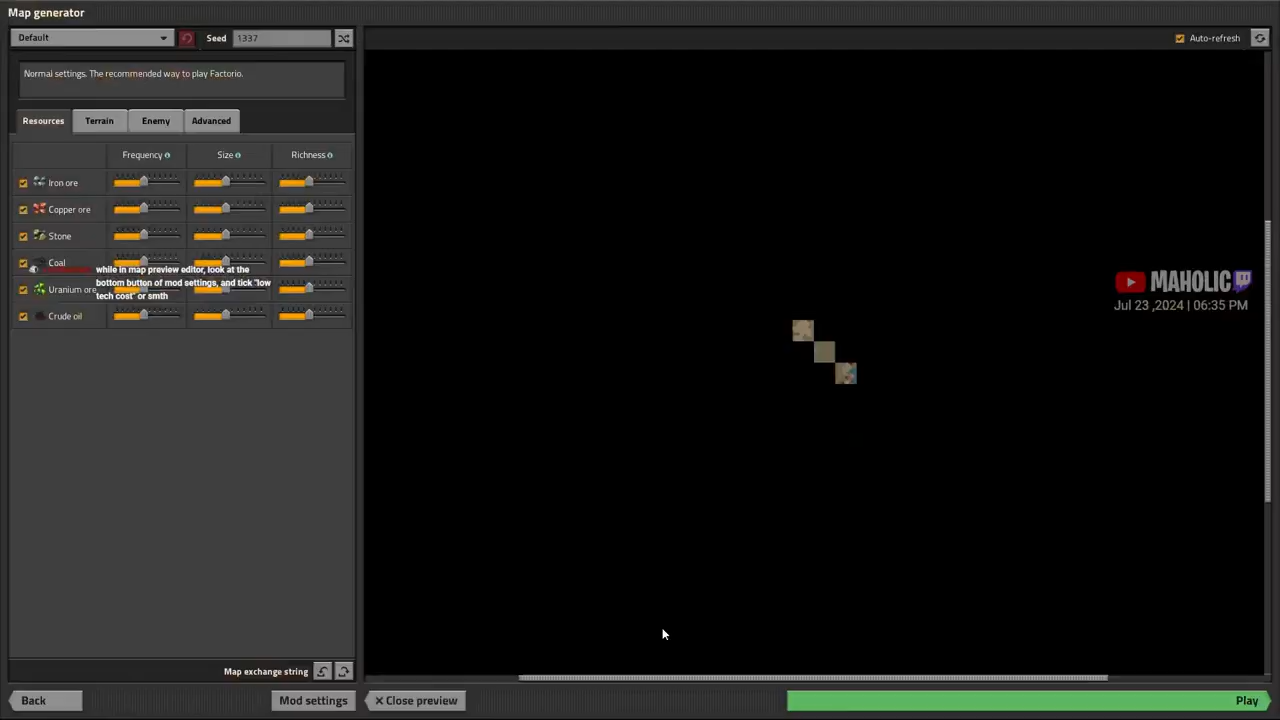 Map generator
Default
Seed
1337
Auto-refresh
Normal settings. The recommended way to play Factorio.
Resources
Terrain
Enemy
Advanced
Frequency
Size
Richness
Iron ore
Copper ore
Stone
Coal
Uranium ore
Crude oil
while in map preview editor, look at the
bottom button of mod settings, and tick "low
tech cost" or smth
MAHOLIC
Jul 23 ,2024 | 06:35 PM
Map exchange string
Back
Mod settings
× Close preview
Play